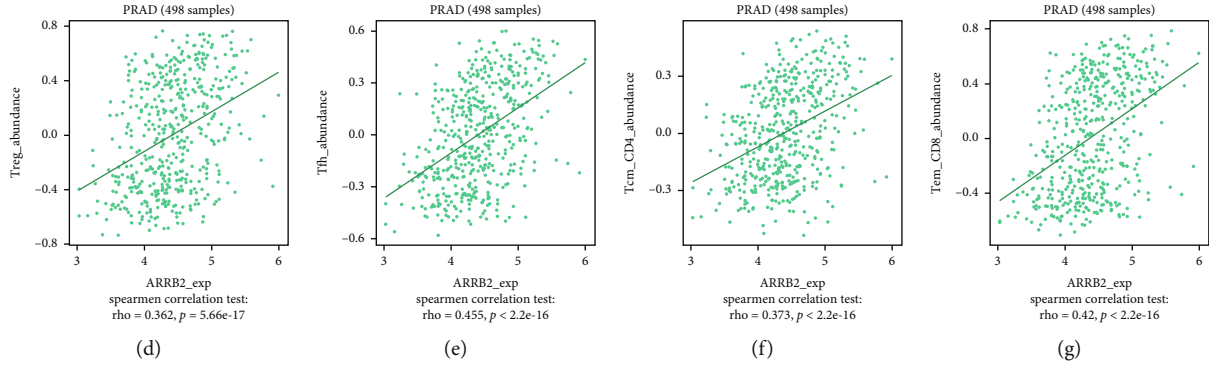 PRAD (498 samples)
Treg_abundance
0.8
0.4
0.0
−0.4
−0.8
3 4 5 6
ARRB2_exp
spearmen correlation test:
rho = 0.362, p = 5.66e-17
(d)
PRAD (498 samples)
Tfh_abundance
0.6
0.3
0.0
−0.3
−0.6
3 4 5 6
ARRB2_exp
spearmen correlation test:
rho = 0.455, p < 2.2e-16
(e)
PRAD (498 samples)
Tcm_CD4_abundance
0.3
0.0
−0.3
3 4 5 6
ARRB2_exp
spearmen correlation test:
rho = 0.373, p < 2.2e-16
(f)
PRAD (498 samples)
Tem_CD8_abundance
0.8
0.4
0.0
−0.4
3 4 5 6
ARRB2_exp
spearmen correlation test:
rho = 0.42, p < 2.2e-16
(g)